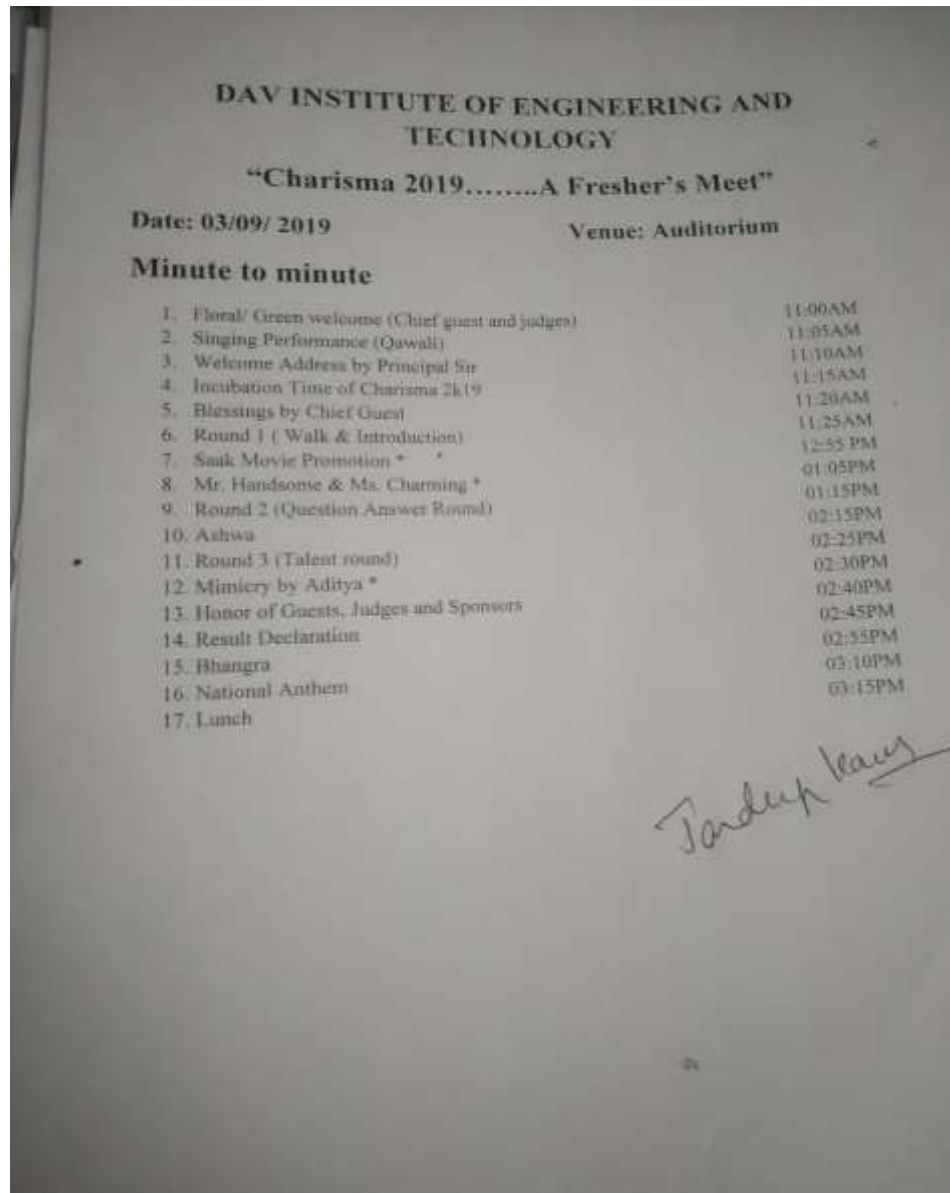 DAV INSTITUTE OF ENGINEERING AND
TECHNOLOGY
“Charisma 2019........A Fresher's Meet”
Date: 03/09/ 2019 Venue: Auditorium
Minute to minute
1. Floral/ Green welcome (Chief guest and judges) 11:00AM
2. Singing Performance (Qawali) 11:05AM
3. Welcome Address by Principal Sir 11:10AM
4. Incubation Time of Charisma 2k19 11:15AM
5. Blessings by Chief Guest 11:20AM
6. Round 1 ( Walk & Introduction) 11:25AM
7. Saak Movie Promotion * 12:55 PM
8. Mr. Handsome & Ms. Charming * 01:05PM
9. Round 2 (Question Answer Round) 01:15PM
10. Ashwa 02:15PM
11. Round 3 (Talent round) 02:25PM
12. Mimicry by Aditya * 02:30PM
13. Honor of Guests, Judges and Sponsors 02:40PM
14. Result Declaration 02:45PM
15. Bhangra 02:55PM
16. National Anthem 03:10PM
17. Lunch 03:15PM